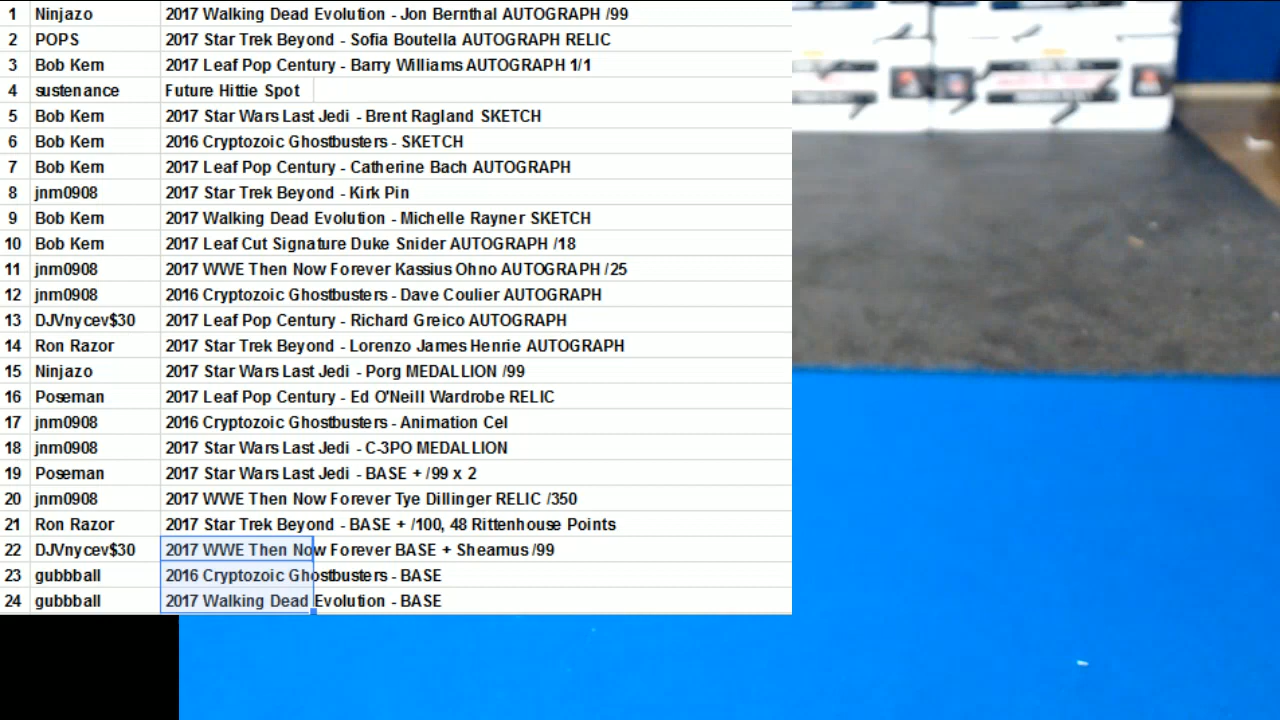 1 Ninjazo 2017 Walking Dead Evolution - Jon Bernthal AUTOGRAPH /99
2 POPS 2017 Star Trek Beyond - Sofia Boutella AUTOGRAPH RELIC
3 Bob Kern 2017 Leaf Pop Century - Barry Williams AUTOGRAPH 1/1
4 sustenance Future Hittie Spot
5 Bob Kern 2017 Star Wars Last Jedi - Brent Ragland SKETCH
6 Bob Kern 2016 Cryptozoic Ghostbusters - SKETCH
7 Bob Kern 2017 Leaf Pop Century - Catherine Bach AUTOGRAPH
8 jnm0908 2017 Star Trek Beyond - Kirk Pin
9 Bob Kern 2017 Walking Dead Evolution - Michelle Rayner SKETCH
10 Bob Kern 2017 Leaf Cut Signature Duke Snider AUTOGRAPH /18
11 jnm0908 2017 WWE Then Now Forever Kassius Ohno AUTOGRAPH /25
12 jnm0908 2016 Cryptozoic Ghostbusters - Dave Coulier AUTOGRAPH
13 DJVnycev$30 2017 Leaf Pop Century - Richard Greico AUTOGRAPH
14 Ron Razor 2017 Star Trek Beyond - Lorenzo James Henrie AUTOGRAPH
15 Ninjazo 2017 Star Wars Last Jedi - Porg MEDALLION /99
16 Poseman 2017 Leaf Pop Century - Ed O'Neill Wardrobe RELIC
17 jnm0908 2016 Cryptozoic Ghostbusters - Animation Cel
18 jnm0908 2017 Star Wars Last Jedi - C-3PO MEDALLION
19 Poseman 2017 Star Wars Last Jedi - BASE + /99 x 2
20 jnm0908 2017 WWE Then Now Forever Tye Dillinger RELIC /350
21 Ron Razor 2017 Star Trek Beyond - BASE + /100, 48 Rittenhouse Points
22 DJVnycev$30 2017 WWE Then Now Forever BASE + Sheamus /99
23 gubbball 2016 Cryptozoic Ghostbusters - BASE
24 gubbball 2017 Walking Dead Evolution - BASE